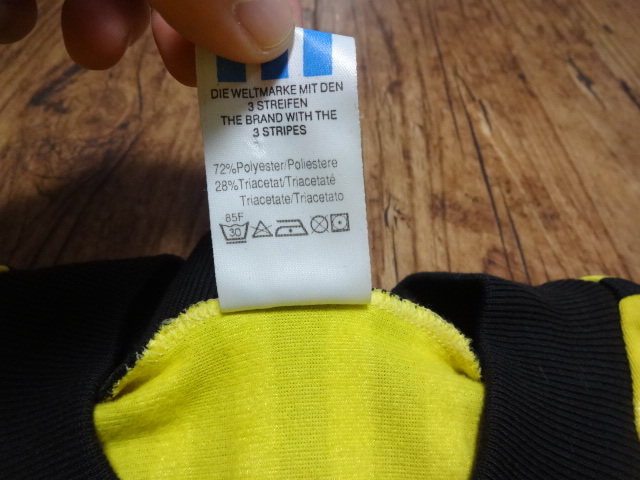 DIE WELTMARKE MIT DEN
3 STREIFEN
THE BRAND WITH THE
3 STRIPES
72%Polyester/Poliestere
28%Triacetat/Triacetaté
Triacetate/Triacetato
85F
30